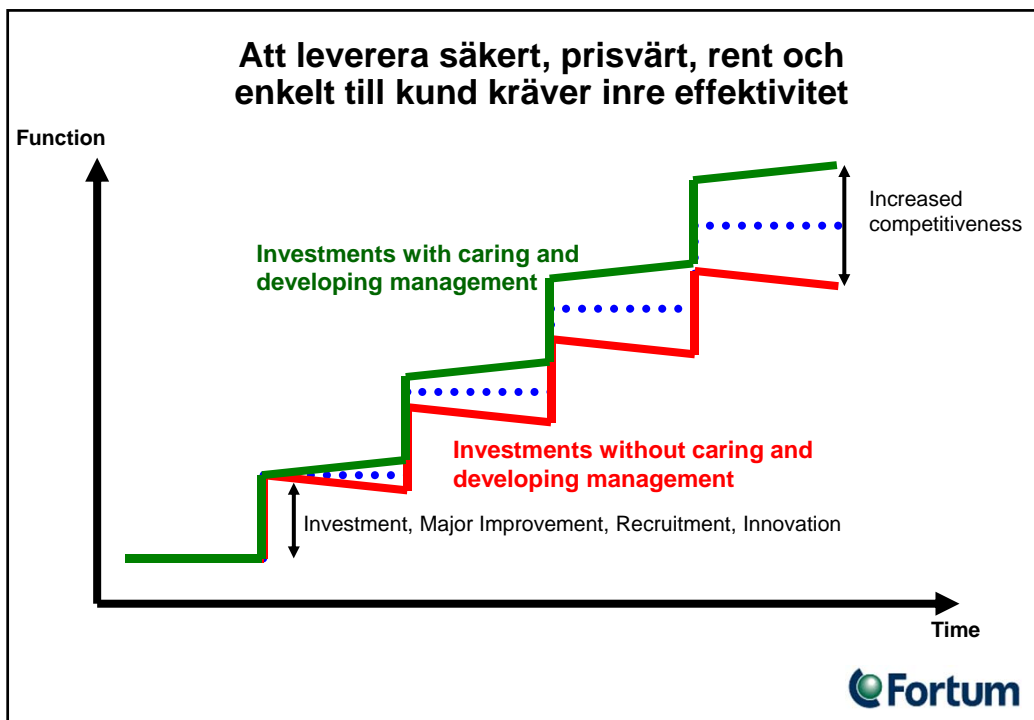 Att leverera säkert, prisvärt, rent och
enkelt till kund kräver inre effektivitet
Function
Increased
competitiveness
Investments with caring and
developing management
Investments without caring and
developing management
Investment, Major Improvement, Recruitment, Innovation
Time
Fortum